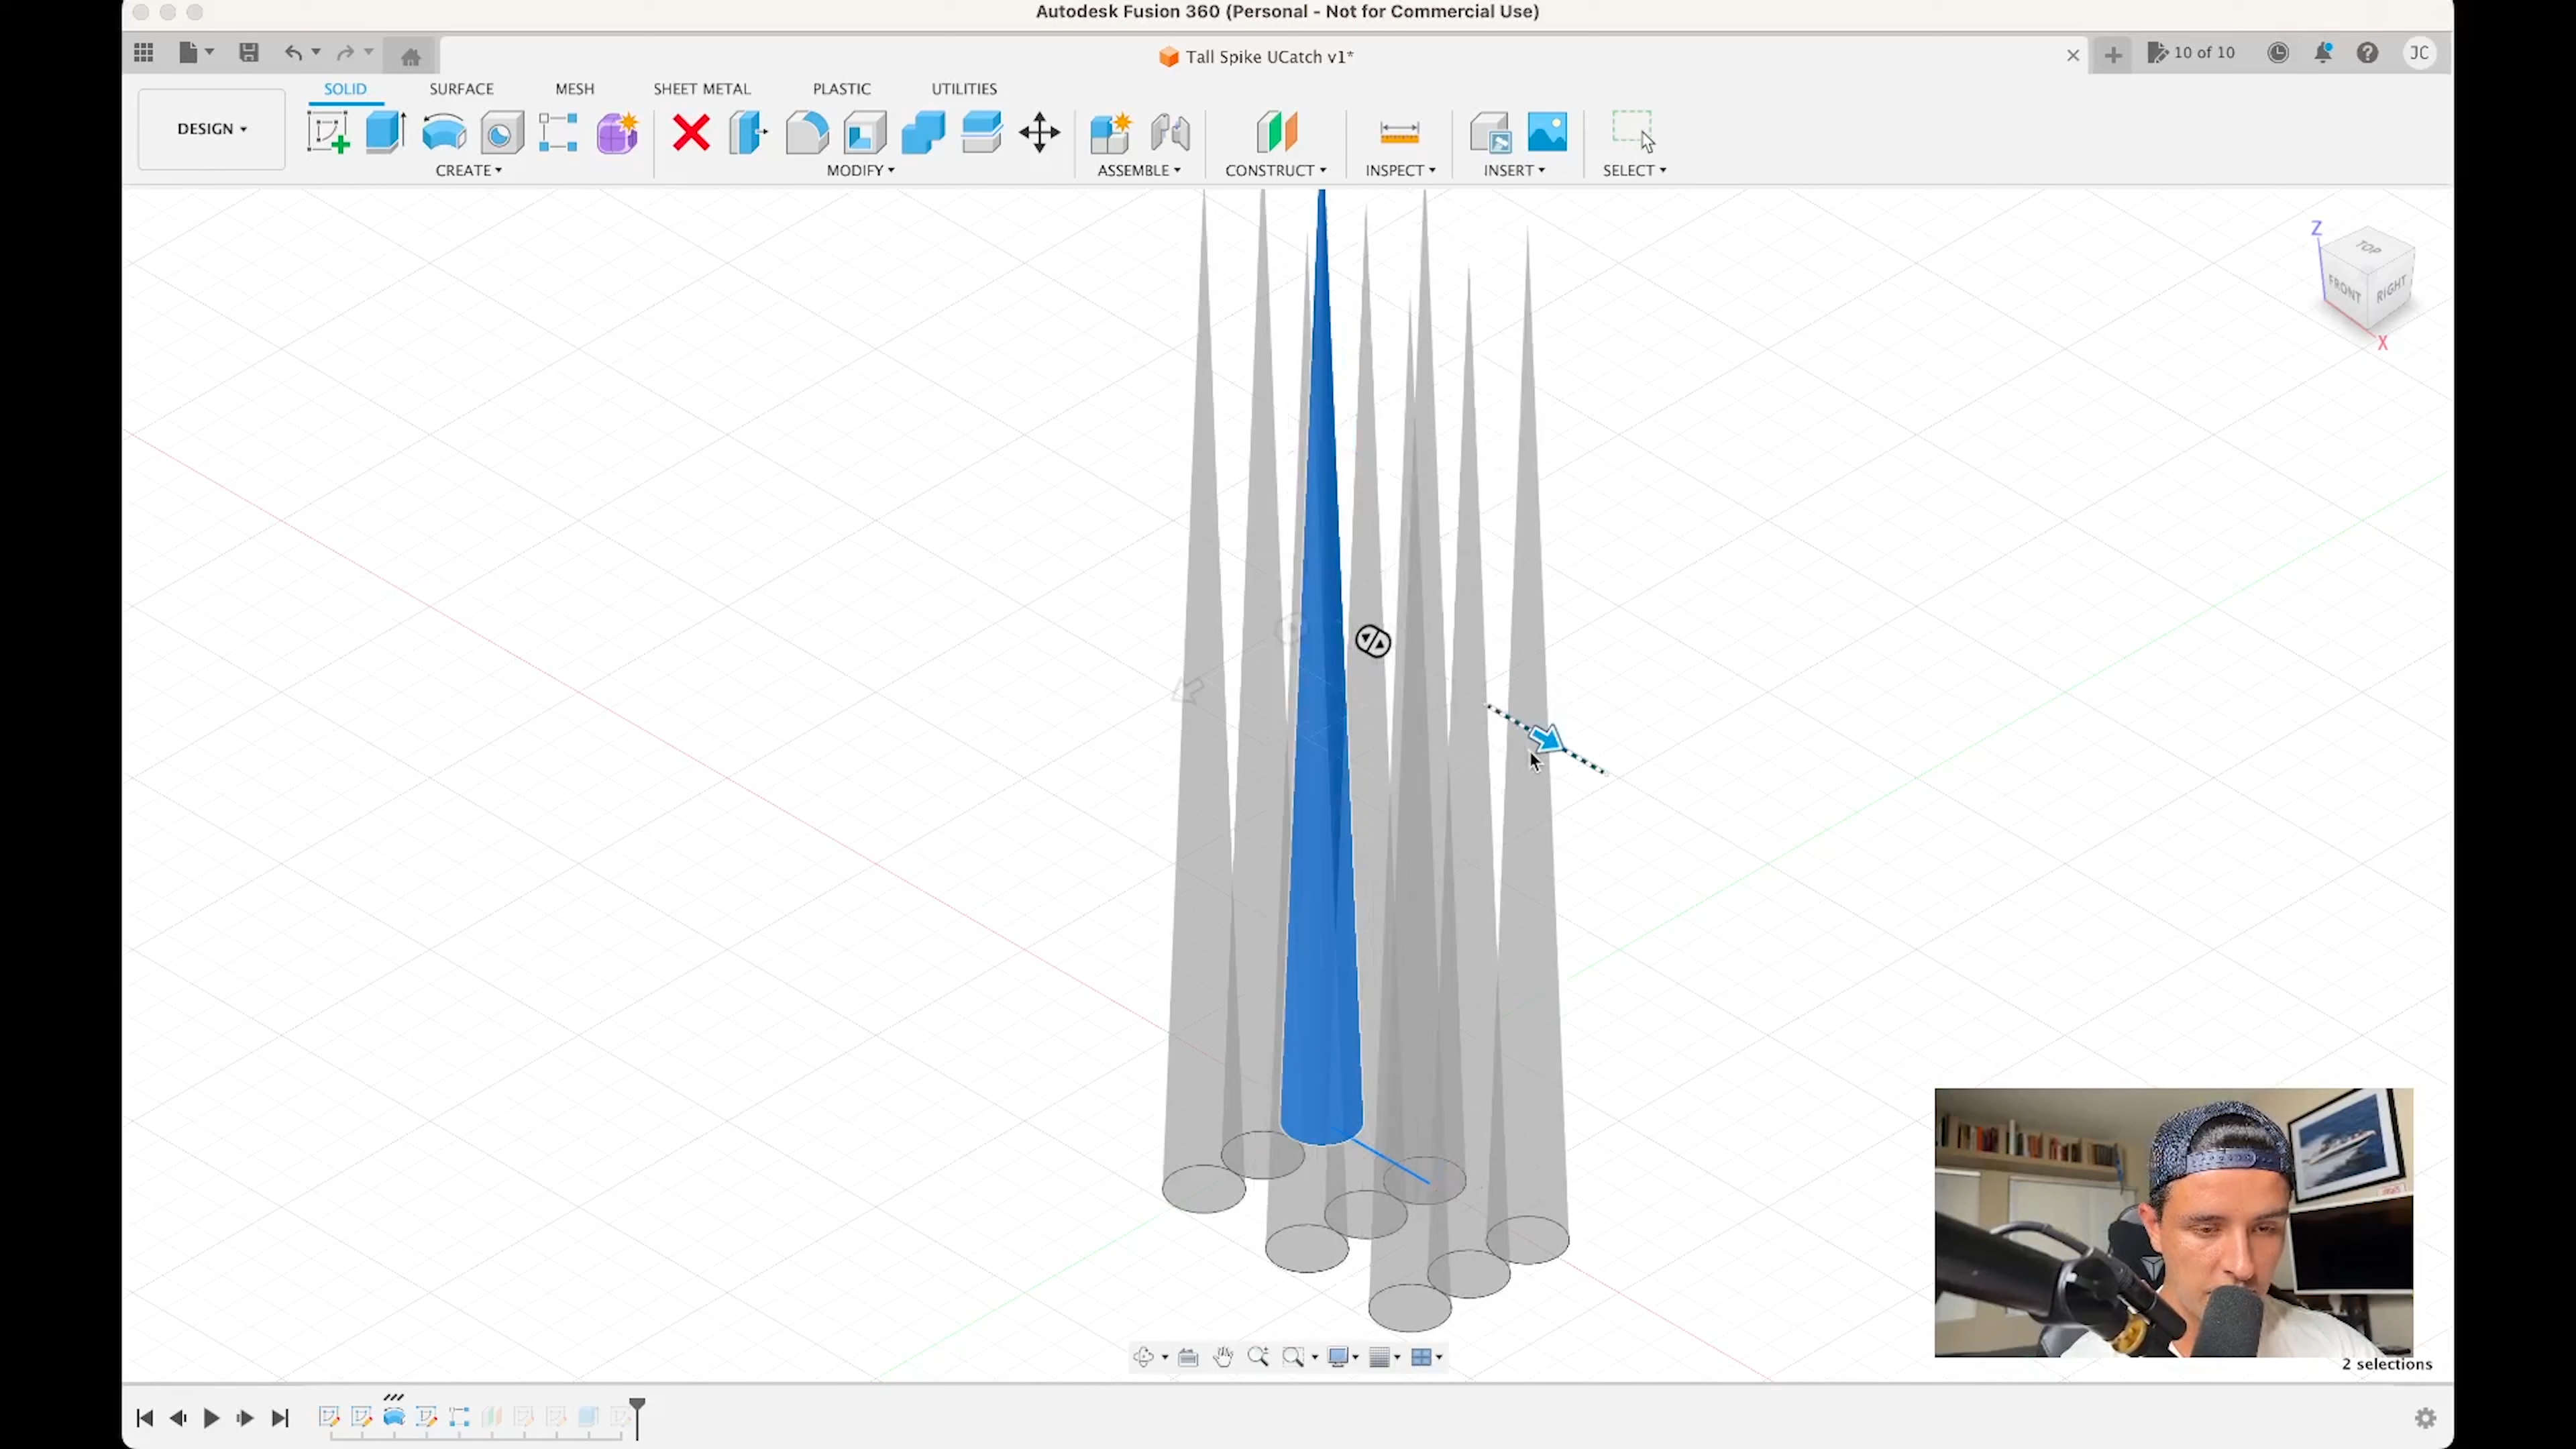 Autodesk Fusion 360 (Personal - Not for Commercial Use)
Tall Spike UCatch v1*
10 of 10
JC
DESIGN
SOLID
SURFACE
MESH
SHEET METAL
PLASTIC
UTILITIES
CREATE
MODIFY
ASSEMBLE
CONSTRUCT
INSPECT
INSERT
SELECT
Z
TOP
FRONT
RIGHT
X
2 selections